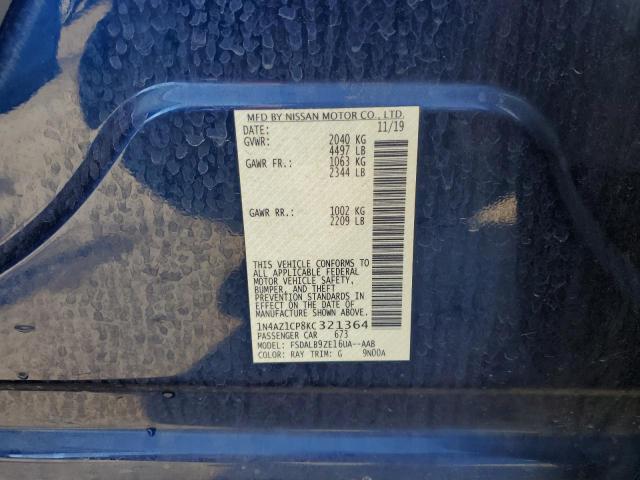 MFD BY NISSAN MOTOR CO., LTD.
DATE: 11/19
GVWR: 2040 KG
4497 LB
GAWR FR.: 1063 KG
2344 LB
GAWR RR.: 1002 KG
2209 LB
THIS VEHICLE CONFORMS TO
ALL APPLICABLE FEDERAL
MOTOR VEHICLE SAFETY,
BUMPER, AND THEFT
PREVENTION STANDARDS IN
EFFECT ON THE DATE OF
MANUFACTURE SHOWN ABOVE.
1N4AZ1CP8KC321364
PASSENGER CAR 673
MODEL: FSDALB9ZE16UA--AAB
COLOR: RAY TRIM: G 9N00A